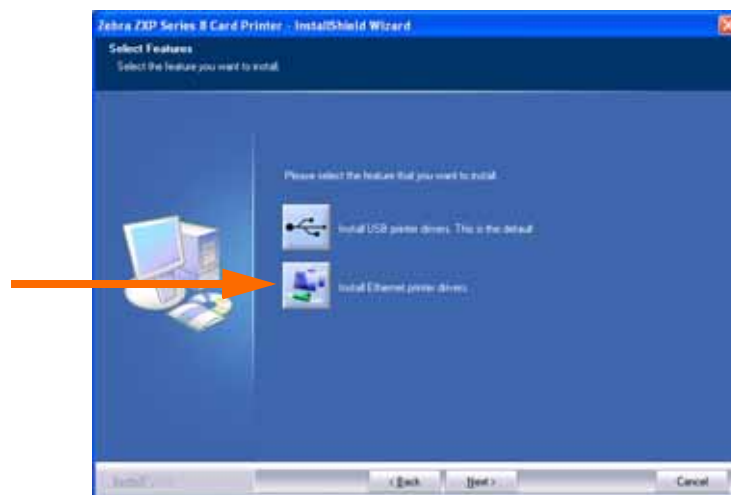 Zebra ZXP Series 8 Card Printer - InstallShield Wizard
Select Features
Select the feature you want to install.
Please select the feature that you want to install.
Install USB printer drivers. This is the default
Install Ethernet printer drivers.
< Back
Next >
Cancel